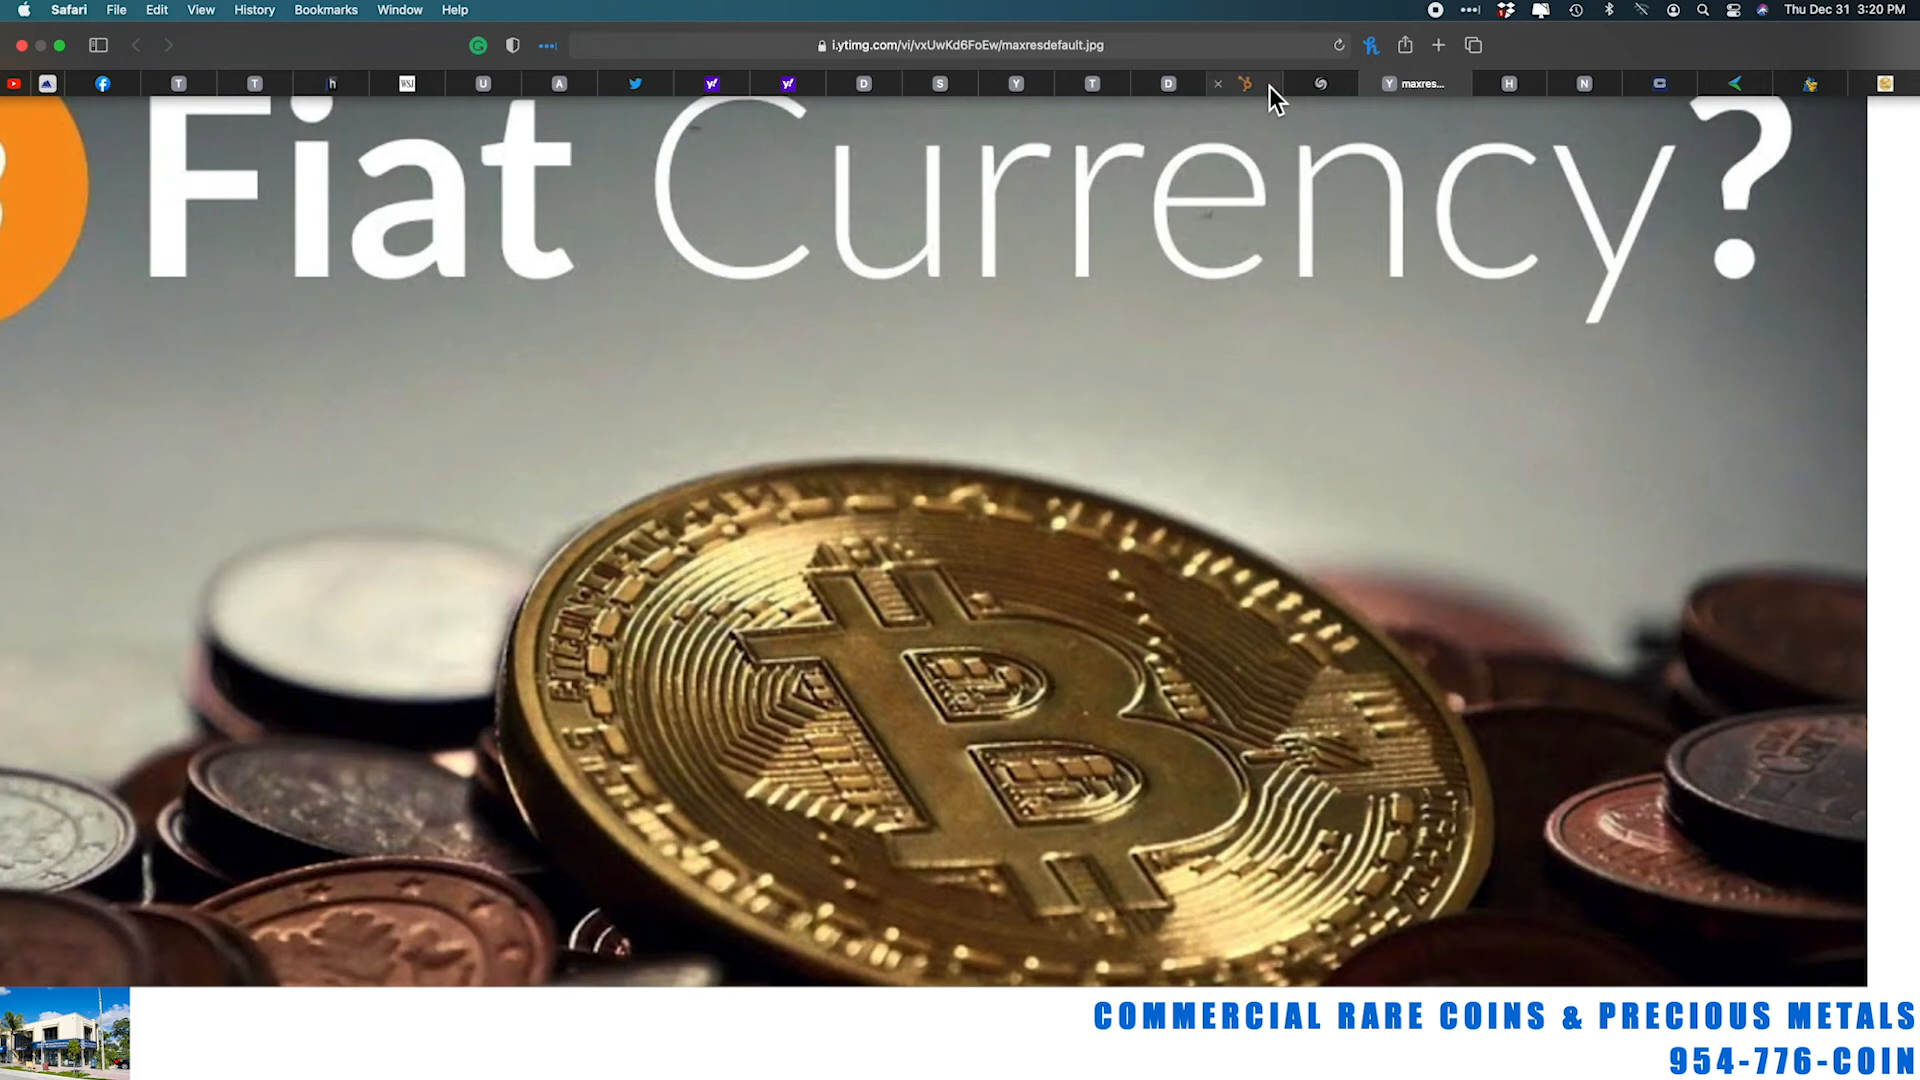 Safari File Edit View History Bookmarks Window Help Thu Dec 31 3:20 PM
i.ytimg.com/vi/vxUwKd6FoEw/maxresdefault.jpg
T T h WSJ U A y! y! D S Y T D Y maxres... H N
Fiat Currency?
COMMERCIAL RARE COINS & PRECIOUS METALS
954-776-COIN